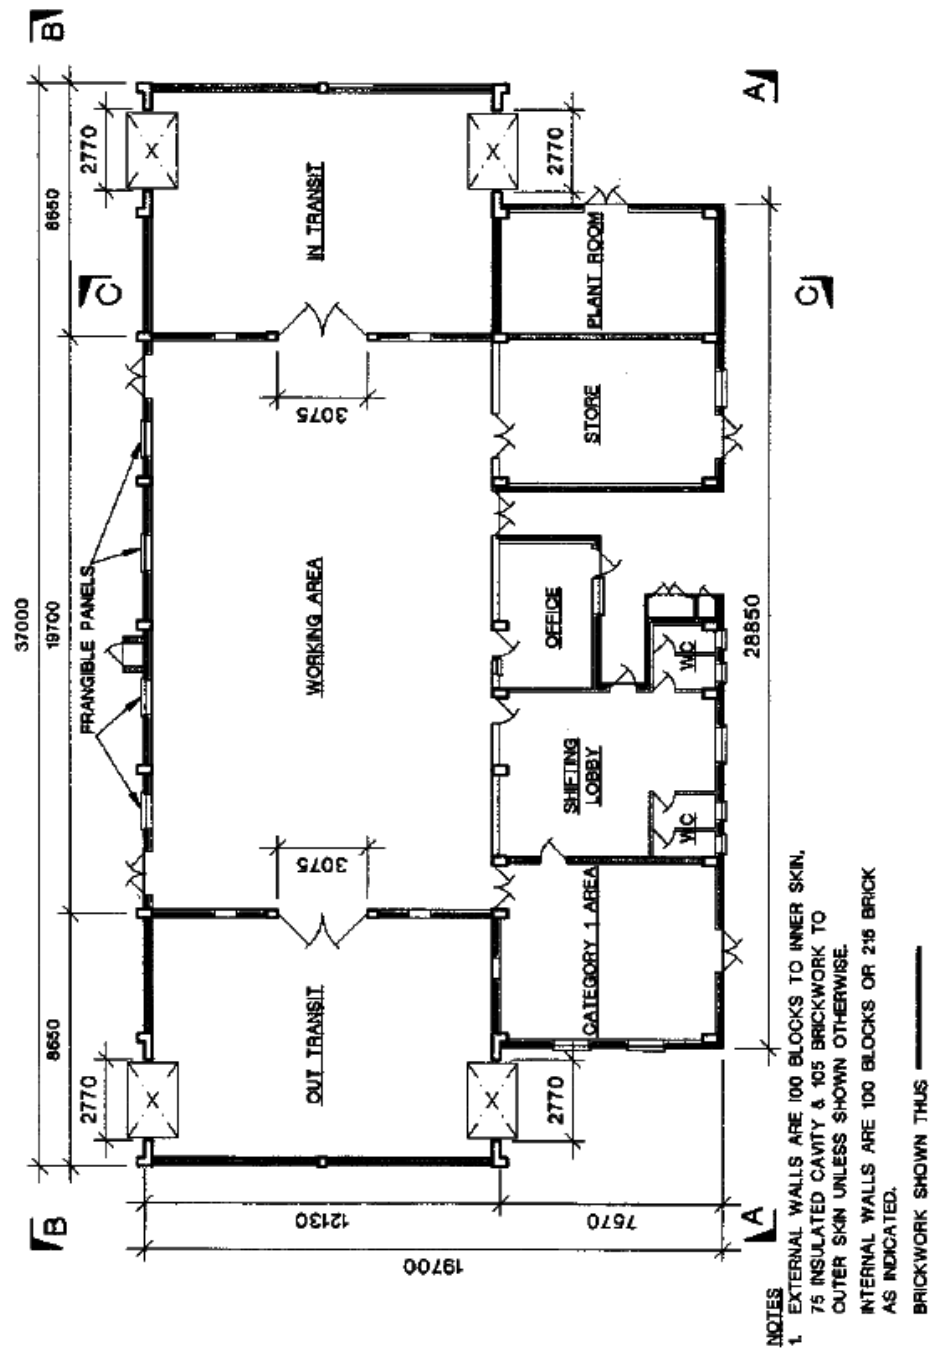 B
B
A
A
C
C
37000
8650
19700
8650
2770
2770
2770
2770
FRANGIBLE PANELS
IN TRANSIT
PLANT ROOM
3075
STORE
WORKING AREA
OFFICE
28850
WC
SHIFTING
LOBBY
WC
3075
CATEGORY 1 AREA
OUT TRANSIT
12130
7570
19700
NOTES
1. EXTERNAL WALLS ARE 100 BLOCKS TO INNER SKIN,
75 INSULATED CAVITY & 105 BRICKWORK TO
OUTER SKIN UNLESS SHOWN OTHERWISE.
INTERNAL WALLS ARE 100 BLOCKS OR 215 BRICK
AS INDICATED.
BRICKWORK SHOWN THUS